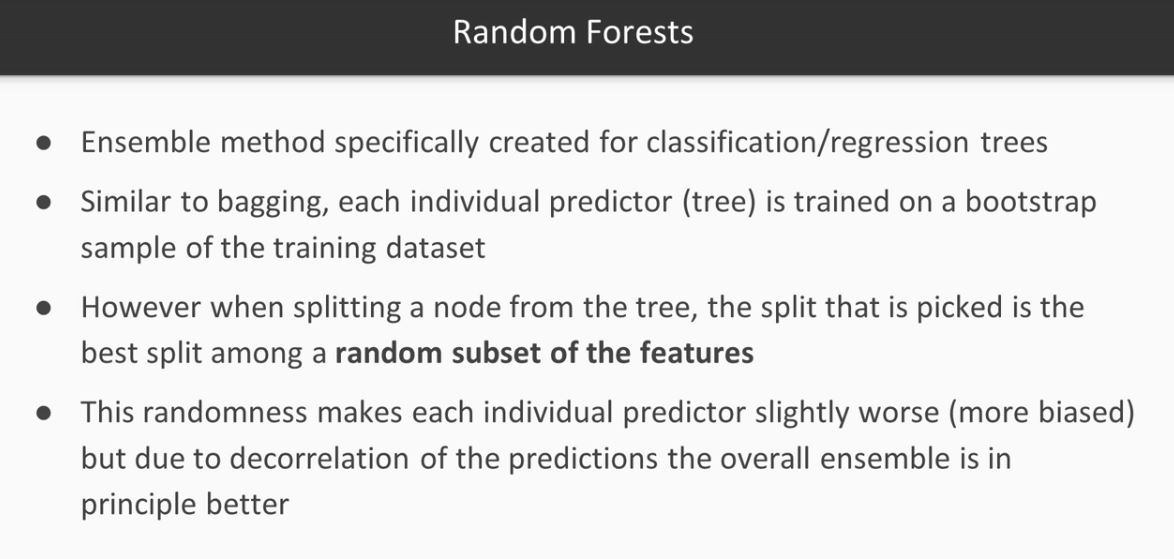 Random Forests
● Ensemble method specifically created for classification/regression trees
● Similar to bagging, each individual predictor (tree) is trained on a bootstrap
sample of the training dataset
● However when splitting a node from the tree, the split that is picked is the
best split among a random subset of the features
● This randomness makes each individual predictor slightly worse (more biased)
but due to decorrelation of the predictions the overall ensemble is in
principle better